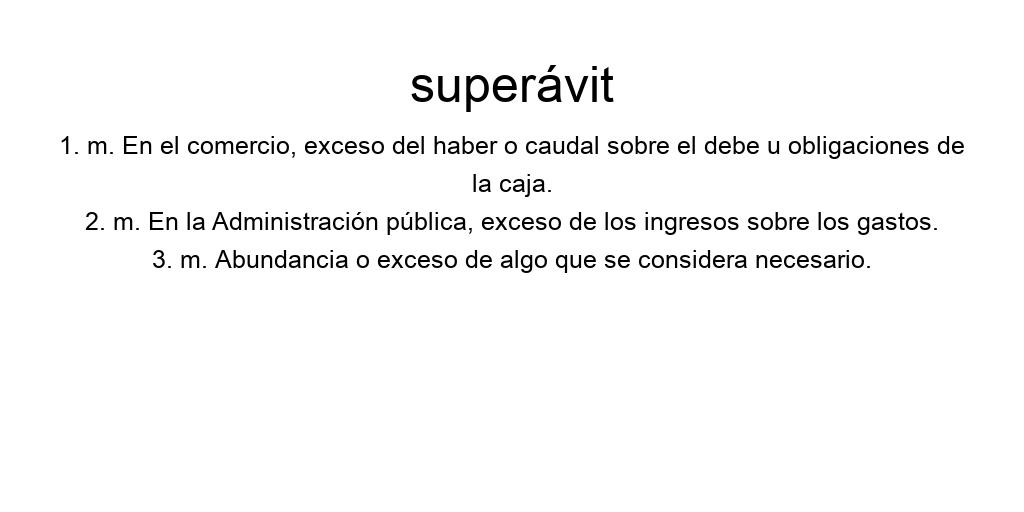 superávit
1. m. En el comercio, exceso del haber o caudal sobre el debe u obligaciones de
la caja.
2. m. En la Administración pública, exceso de los ingresos sobre los gastos.
3. m. Abundancia o exceso de algo que se considera necesario.